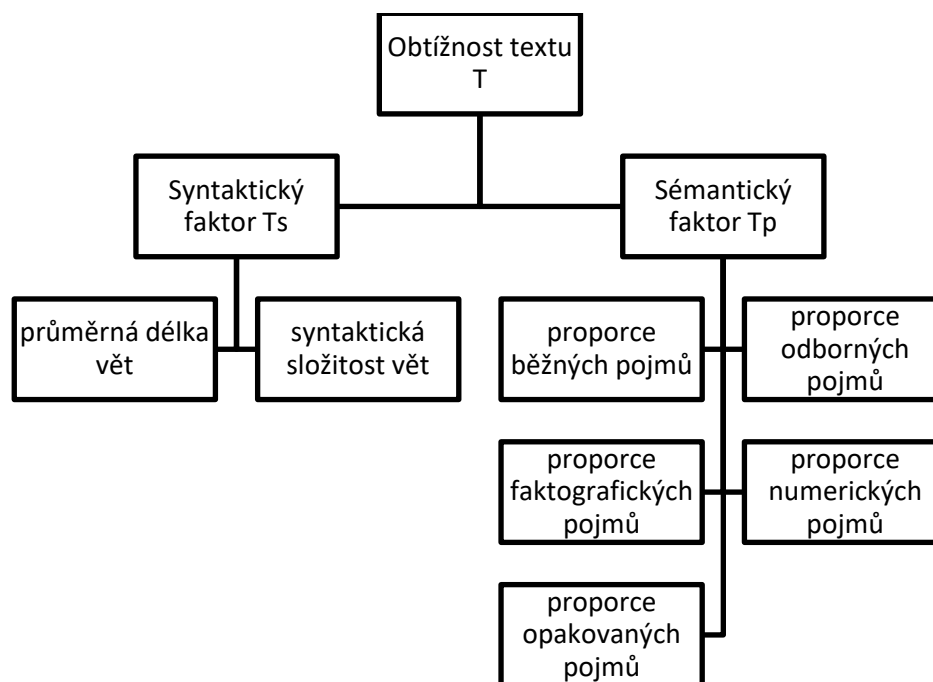 Obtížnost textu
T
Syntaktický
faktor Ts
Sémantický
faktor Tp
průměrná délka
vět
syntaktická
složitost vět
proporce
běžných pojmů
proporce
odborných
pojmů
proporce
faktografických
pojmů
proporce
numerických
pojmů
proporce
opakovaných
pojmů